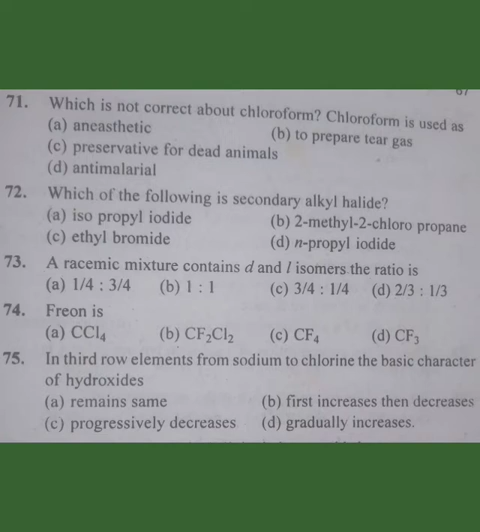 67
71. Which is not correct about chloroform? Chloroform is used as
(a) aneasthetic (b) to prepare tear gas
(c) preservative for dead animals
(d) antimalarial
72. Which of the following is secondary alkyl halide?
(a) iso propyl iodide (b) 2-methyl-2-chloro propane
(c) ethyl bromide (d) n-propyl iodide
73. A racemic mixture contains d and l isomers the ratio is
(a) 1/4 : 3/4 (b) 1 : 1 (c) 3/4 : 1/4 (d) 2/3 : 1/3
74. Freon is
(a) CCl₄ (b) CF₂Cl₂ (c) CF₄ (d) CF₃
75. In third row elements from sodium to chlorine the basic character
of hydroxides
(a) remains same (b) first increases then decreases
(c) progressively decreases (d) gradually increases.